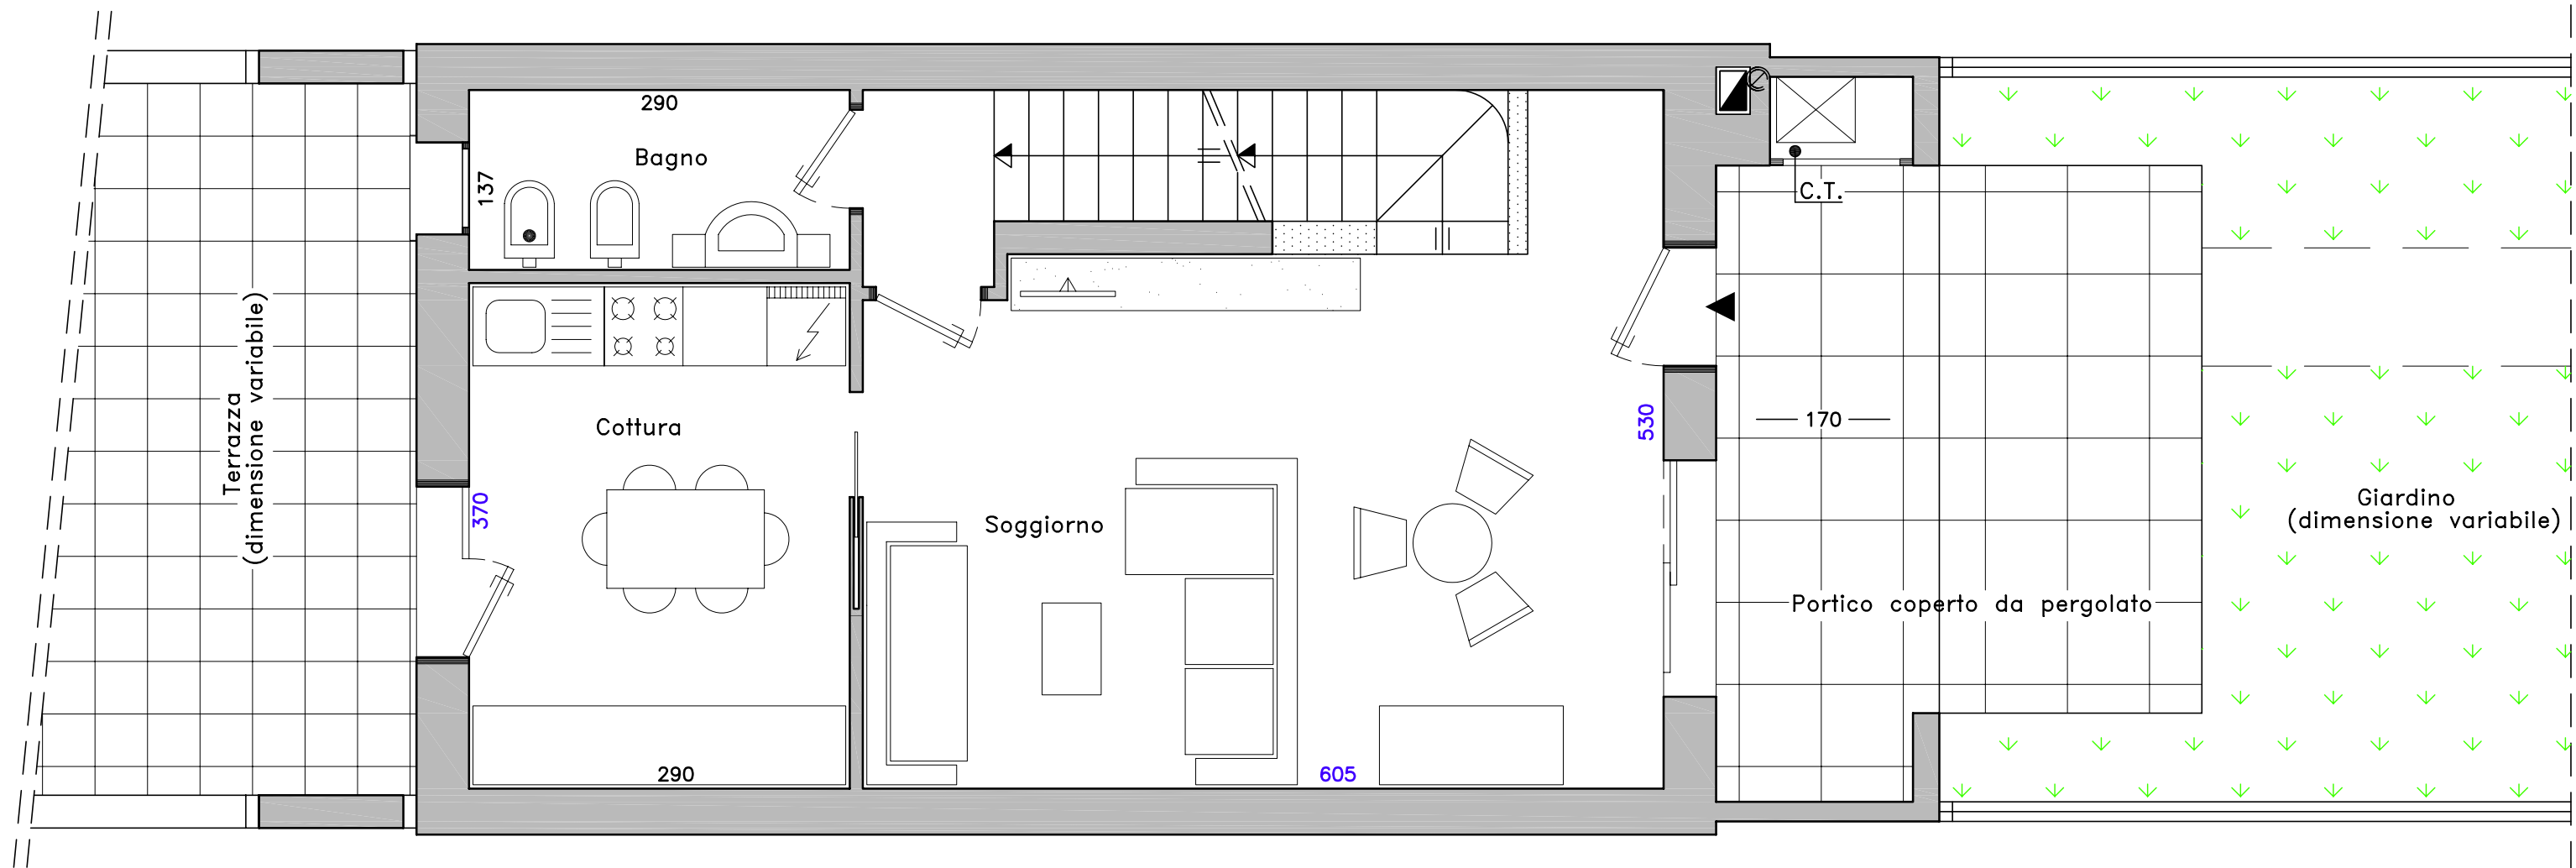 290
Bagno
137
C.T.
Terrazza
(dimensione variabile)
Cottura
370
Soggiorno
530
170
Giardino
(dimensione variabile)
Portico coperto da pergolato
290
605